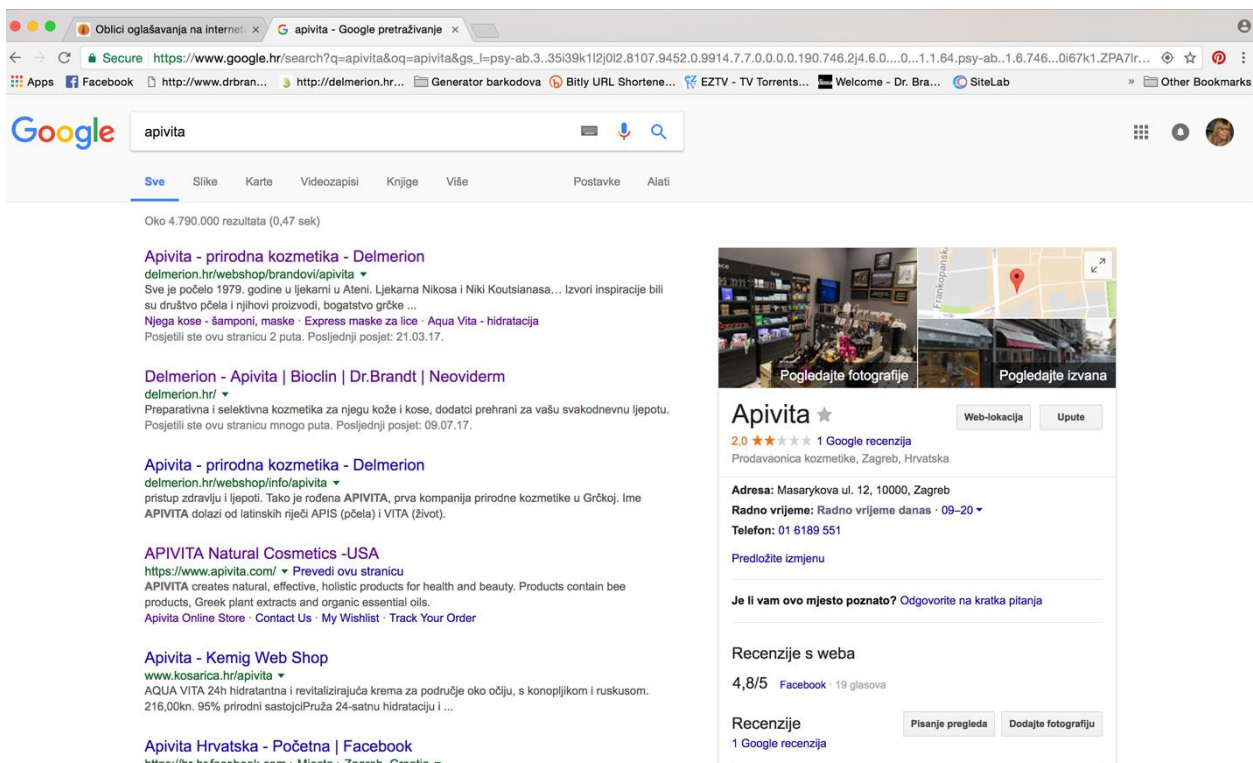 Oblici oglašavanja na internet
apivita - Google pretraživanje
Secure https://www.google.hr/search?q=apivita&oq=apivita&gs_l=psy-ab.3..35i39k1l2j0l2.8107.9452.0.9914.7.7.0.0.0.0.190.746.2j4.6.0....0...1.1.64.psy-ab..1.6.746...0i67k1.ZPA7lr...
Apps Facebook http://www.drbran... http://delmerion.hr... Generator barkodova Bitly URL Shortene... EZTV - TV Torrents... Welcome - Dr. Bra... SiteLab » Other Bookmarks
Google apivita
Sve Slike Karte Videozapisi Knjige Više Postavke Alati
Oko 4.790.000 rezultata (0,47 sek)
Apivita - prirodna kozmetika - Delmerion
delmerion.hr/webshop/brandovi/apivita
Sve je počelo 1979. godine u ljekarni u Ateni. Ljekarna Nikosa i Niki Koutsianasa… Izvori inspiracije bili
su društvo pčela i njihovi proizvodi, bogatstvo grčke ...
Njega kose - šamponi, maske · Express maske za lice · Aqua Vita - hidratacija
Posjetili ste ovu stranicu 2 puta. Posljednji posjet: 21.03.17.
Delmerion - Apivita | Bioclin | Dr.Brandt | Neoviderm
delmerion.hr/
Preparativna i selektivna kozmetika za njegu kože i kose, dodatci prehrani za vašu svakodnevnu ljepotu.
Posjetili ste ovu stranicu mnogo puta. Posljednji posjet: 09.07.17.
Apivita - prirodna kozmetika - Delmerion
delmerion.hr/webshop/info/apivita
pristup zdravlju i ljepoti. Tako je rođena APIVITA, prva kompanija prirodne kozmetike u Grčkoj. Ime
APIVITA dolazi od latinskih riječi APIS (pčela) i VITA (život).
APIVITA Natural Cosmetics -USA
https://www.apivita.com/ Prevedi ovu stranicu
APIVITA creates natural, effective, holistic products for health and beauty. Products contain bee
products, Greek plant extracts and organic essential oils.
Apivita Online Store · Contact Us · My Wishlist · Track Your Order
Apivita - Kemig Web Shop
www.kosarica.hr/apivita
AQUA VITA 24h hidratantna i revitalizirajuća krema za područje oko očiju, s konopljikom i ruskusom.
216,00kn. 95% prirodni sastojciPruža 24-satnu hidrataciju i ...
Apivita Hrvatska - Početna | Facebook
https://hr-hr.facebook.com › Mjesta › Zagreb, Croatia
Frankopansk
Pogledajte fotografije
Pogledajte izvana
Apivita
Web-lokacija Upute
2,0 1 Google recenzija
Prodavaonica kozmetike, Zagreb, Hrvatska
Adresa: Masarykova ul. 12, 10000, Zagreb
Radno vrijeme: Radno vrijeme danas · 09–20
Telefon: 01 6189 551
Predložite izmjenu
Je li vam ovo mjesto poznato? Odgovorite na kratka pitanja
Recenzije s weba
4,8/5 Facebook · 19 glasova
Recenzije
Pisanje pregleda Dodajte fotografiju
1 Google recenzija